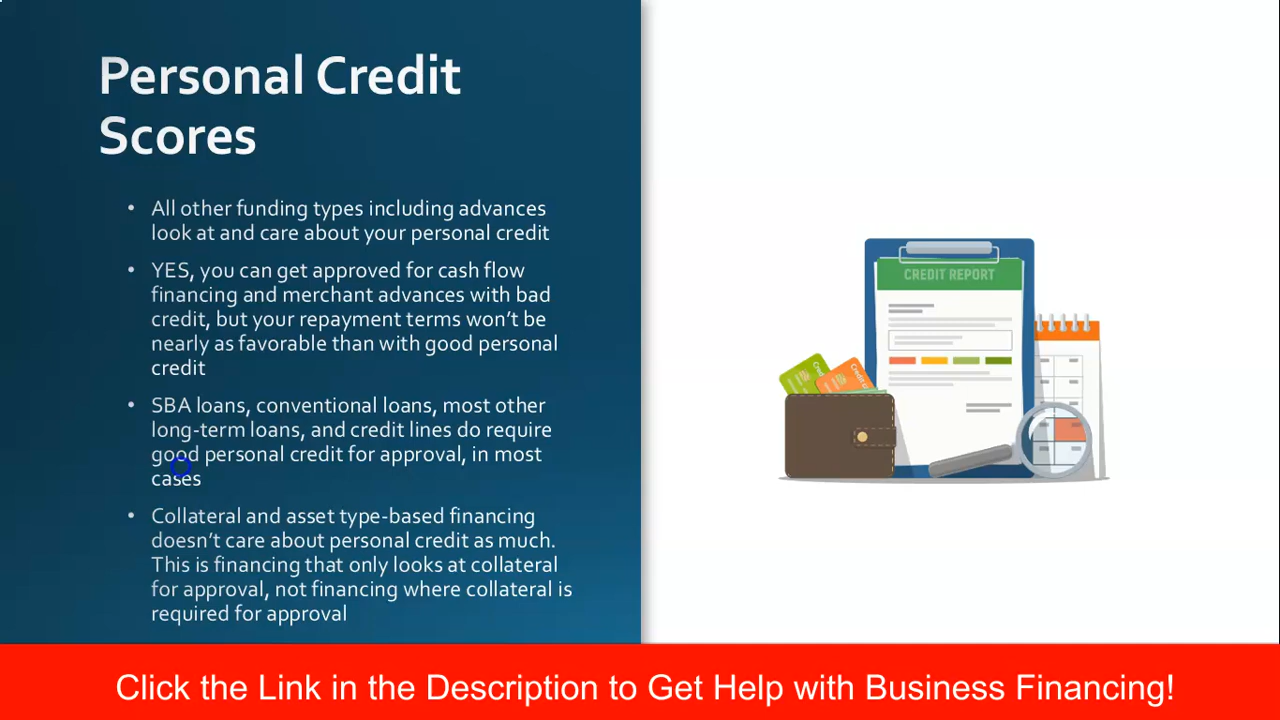 Personal Credit
Scores
• All other funding types including advances
look at and care about your personal credit
• YES, you can get approved for cash flow
financing and merchant advances with bad
credit, but your repayment terms won't be
nearly as favorable than with good personal
credit
• SBA loans, conventional loans, most other
long-term loans, and credit lines do require
good personal credit for approval, in most
cases
• Collateral and asset type-based financing
doesn't care about personal credit as much.
This is financing that only looks at collateral
for approval, not financing where collateral is
required for approval
CREDIT REPORT
Click the Link in the Description to Get Help with Business Financing!